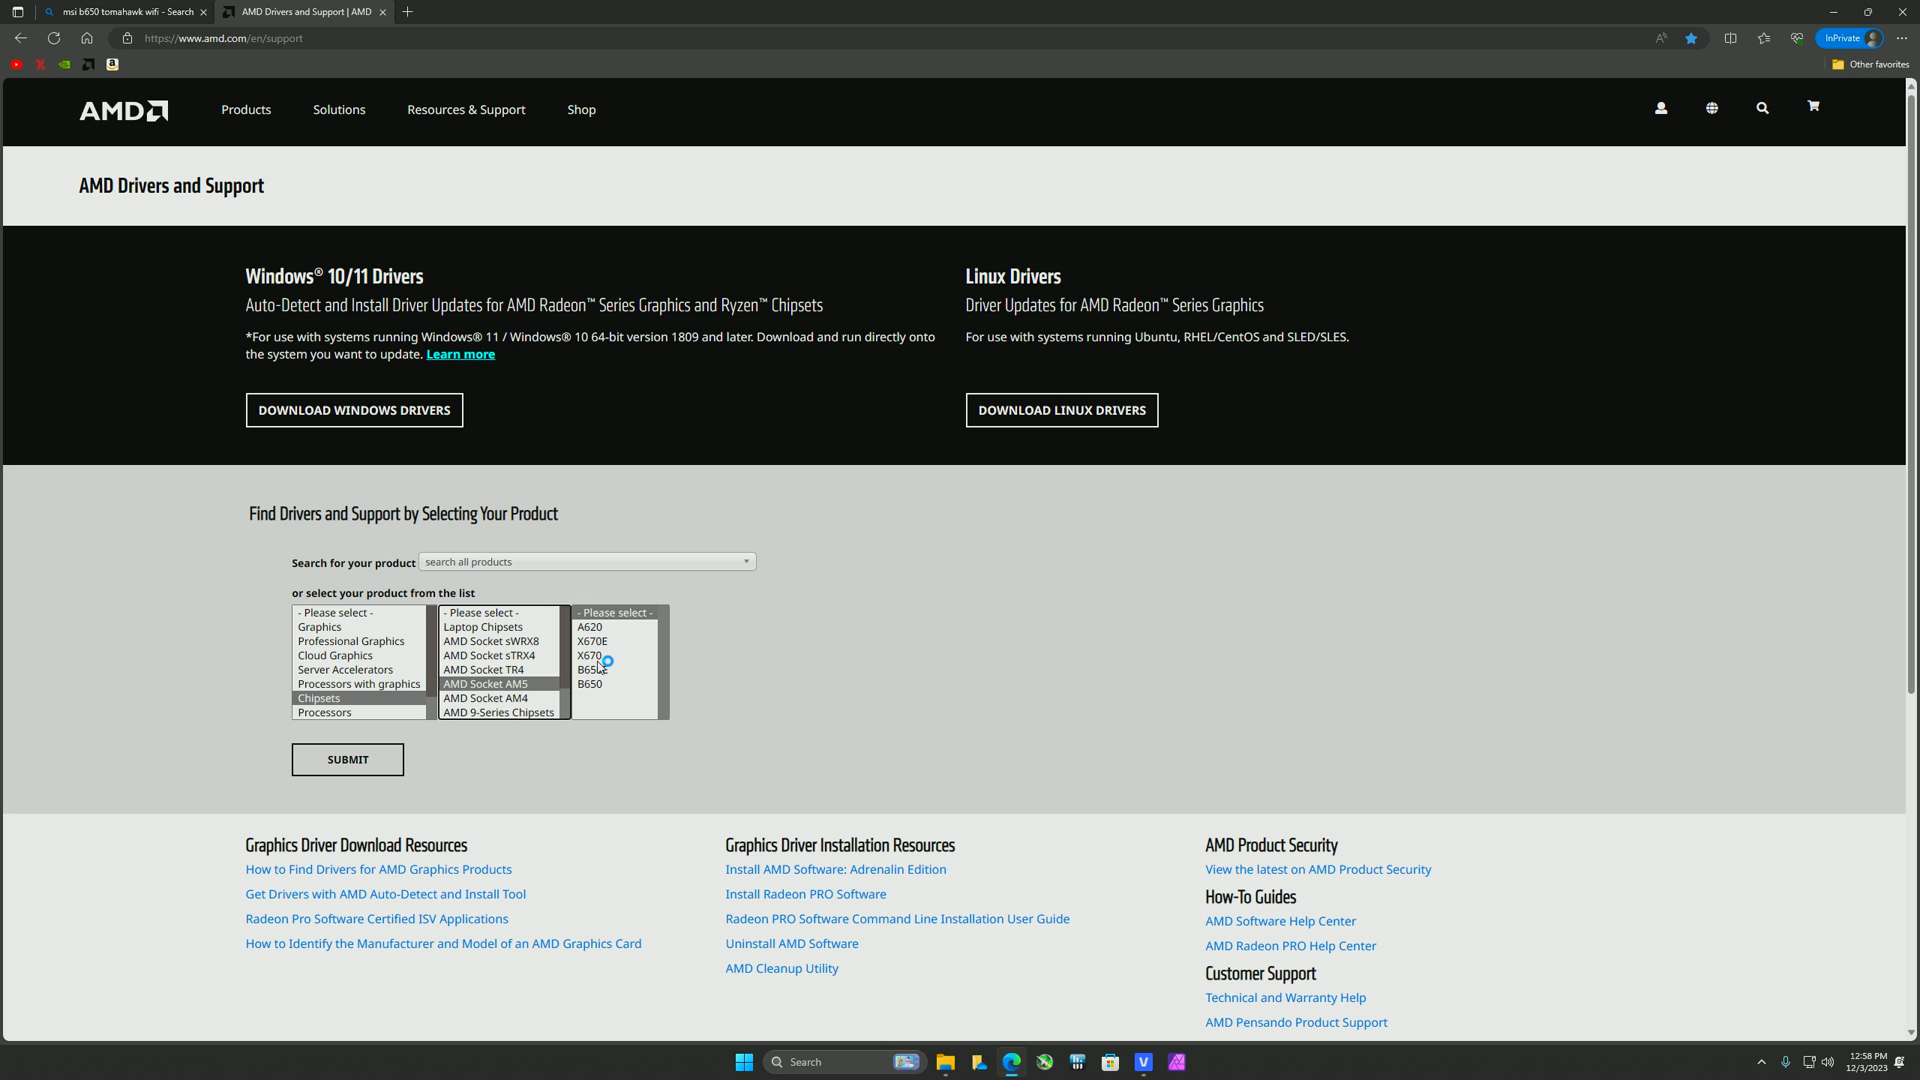 msi b650 tomahawk wifi - Search
AMD Drivers and Support | AMD
https://www.amd.com/en/support
InPrivate
Other favorites
AMD
Products
Solutions
Resources & Support
Shop
AMD Drivers and Support
Windows® 10/11 Drivers
Auto-Detect and Install Driver Updates for AMD Radeon™ Series Graphics and Ryzen™ Chipsets
*For use with systems running Windows® 11 / Windows® 10 64-bit version 1809 and later. Download and run directly onto
the system you want to update. Learn more
DOWNLOAD WINDOWS DRIVERS
Linux Drivers
Driver Updates for AMD Radeon™ Series Graphics
For use with systems running Ubuntu, RHEL/CentOS and SLED/SLES.
DOWNLOAD LINUX DRIVERS
Find Drivers and Support by Selecting Your Product
Search for your product
search all products
or select your product from the list
- Please select -
Graphics
Professional Graphics
Cloud Graphics
Server Accelerators
Processors with graphics
Chipsets
Processors
- Please select -
Laptop Chipsets
AMD Socket sWRX8
AMD Socket sTRX4
AMD Socket TR4
AMD Socket AM5
AMD Socket AM4
AMD 9-Series Chipsets
- Please select -
A620
X670E
X670
B650E
B650
SUBMIT
Graphics Driver Download Resources
How to Find Drivers for AMD Graphics Products
Get Drivers with AMD Auto-Detect and Install Tool
Radeon Pro Software Certified ISV Applications
How to Identify the Manufacturer and Model of an AMD Graphics Card
Graphics Driver Installation Resources
Install AMD Software: Adrenalin Edition
Install Radeon PRO Software
Radeon PRO Software Command Line Installation User Guide
Uninstall AMD Software
AMD Cleanup Utility
AMD Product Security
View the latest on AMD Product Security
How-To Guides
AMD Software Help Center
AMD Radeon PRO Help Center
Customer Support
Technical and Warranty Help
AMD Pensando Product Support
Search
12:58 PM
12/3/2023